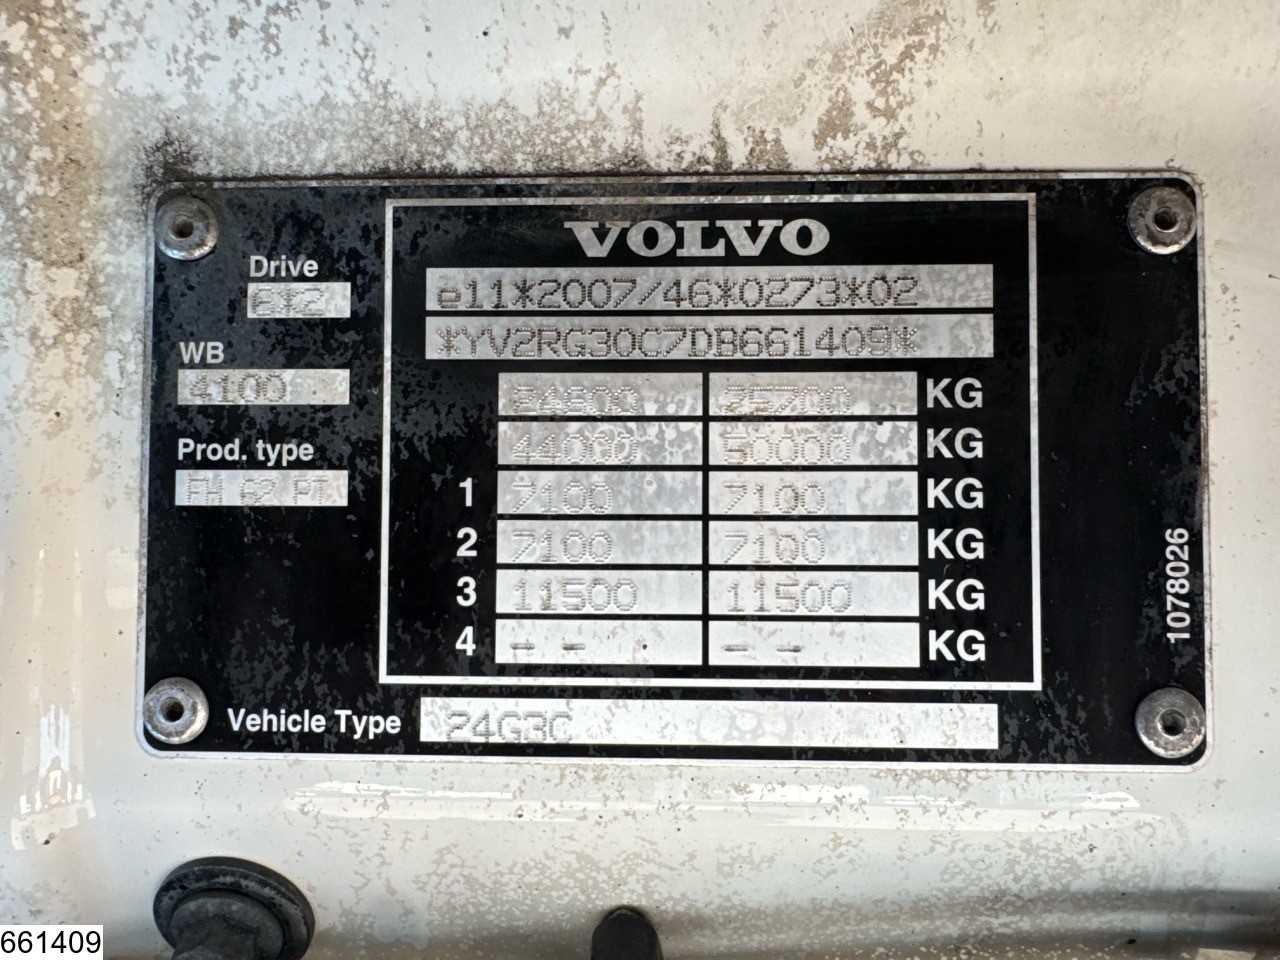 VOLVO
Drive
6*2
e11*2007/46*0273*02
*YV2RG30C7DB661409*
WB
4100
24600 25700 KG
44000 50000 KG
Prod. type
FH 62 PT
1 7100 7100 KG
2 7100 7100 KG
3 11500 11500 KG
4 - - - - KG
1078026
Vehicle Type 24G3C
661409